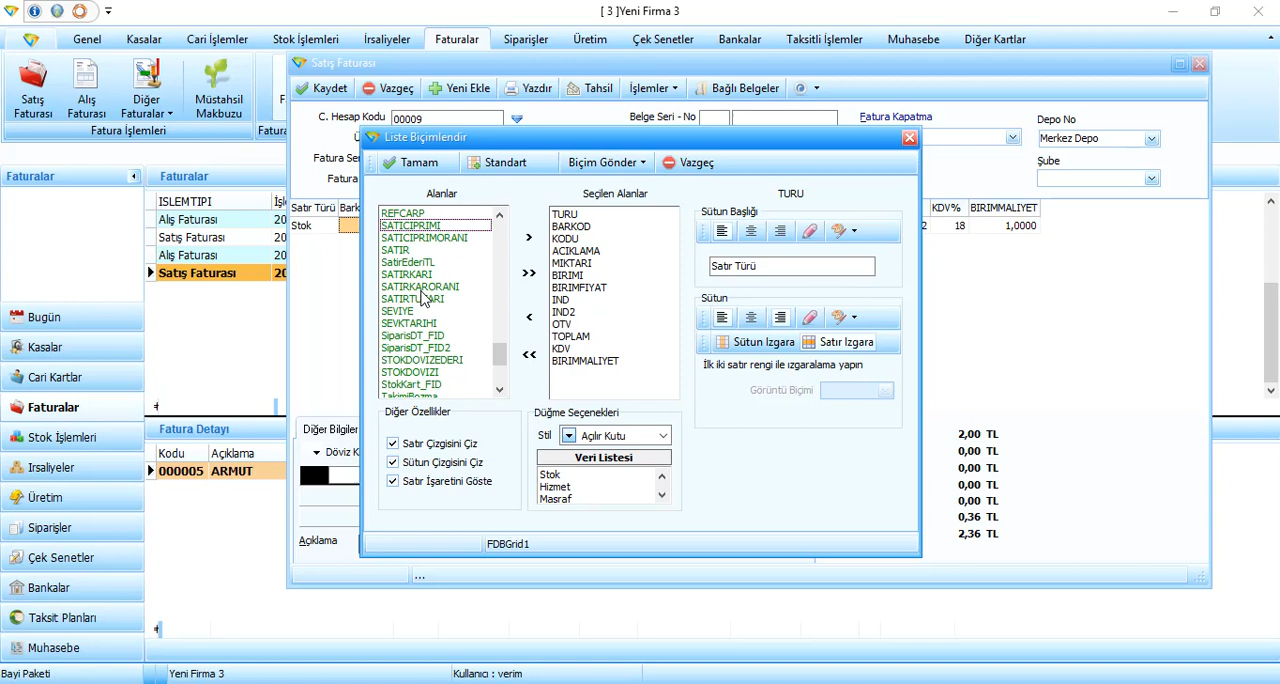 [ 3 ]Yeni Firma 3
Genel
Kasalar
Cari İşlemler
Stok İşlemleri
İrsaliyeler
Faturalar
Siparişler
Üretim
Çek Senetler
Bankalar
Taksitli İşlemler
Muhasebe
Diğer Kartlar
Satış Faturası
Alış Faturası
Diğer Faturalar
Müstahsil Makbuzu
Fatura İşlemleri
Satış Faturası
Kaydet
Vazgeç
Yeni Ekle
Yazdır
Tahsil
İşlemler
Bağlı Belgeler
C. Hesap Kodu
00009
Belge Seri - No
Fatura Kapatma
Depo No
Merkez Depo
Şube
Fatura
Satır Türü
KDV%
BIRIMMALIYET
Stok
18
1,0000
Faturalar
Faturalar
ISLEMTIPI
Alış Faturası
Satış Faturası
Alış Faturası
Satış Faturası
Fatura Detayı
Kodu
Açıklama
000005
ARMUT
Bugün
Kasalar
Cari Kartlar
Faturalar
Stok İşlemleri
Irsaliyeler
Üretim
Siparişler
Çek Senetler
Bankalar
Taksit Planları
Muhasebe
Liste Biçimlendir
Tamam
Standart
Biçim Gönder
Vazgeç
Alanlar
REFCARP
SATICIPRIMI
SATICIPRIMORANI
SATIR
SatırEderiTL
SATIRKARI
SATIRKARORANI
SEVIYE
SEVKTARIHI
SiparisDT_FID
SiparisDT_FID2
STOKDOVIZEDERI
STOKDOVIZI
StokKart_FID
Seçilen Alanlar
TURU
BARKOD
KODU
ACIKLAMA
MIKTARI
BIRIMI
BIRIMFIYAT
IND
IND2
OTV
TOPLAM
KDV
BIRIMMALIYET
TURU
Sütun Başlığı
Satır Türü
Sütun
Sütun Izgara
Satır Izgara
İlk iki satır rengi ile ızgaralama yapın
Görüntü Biçimi
Diğer Özellikler
Satır Çizgisini Çiz
Sütun Çizgisini Çiz
Satır İşaretini Göste
Düğme Seçenekleri
Stil
Açılır Kutu
Veri Listesi
Stok
Hizmet
Masraf
FDBGrid1
Diğer Bilgiler
Açıklama
2,00 TL
0,00 TL
0,00 TL
0,00 TL
0,00 TL
0,36 TL
2,36 TL
...
Bayi Paketi
Yeni Firma 3
Kullanıcı : verim